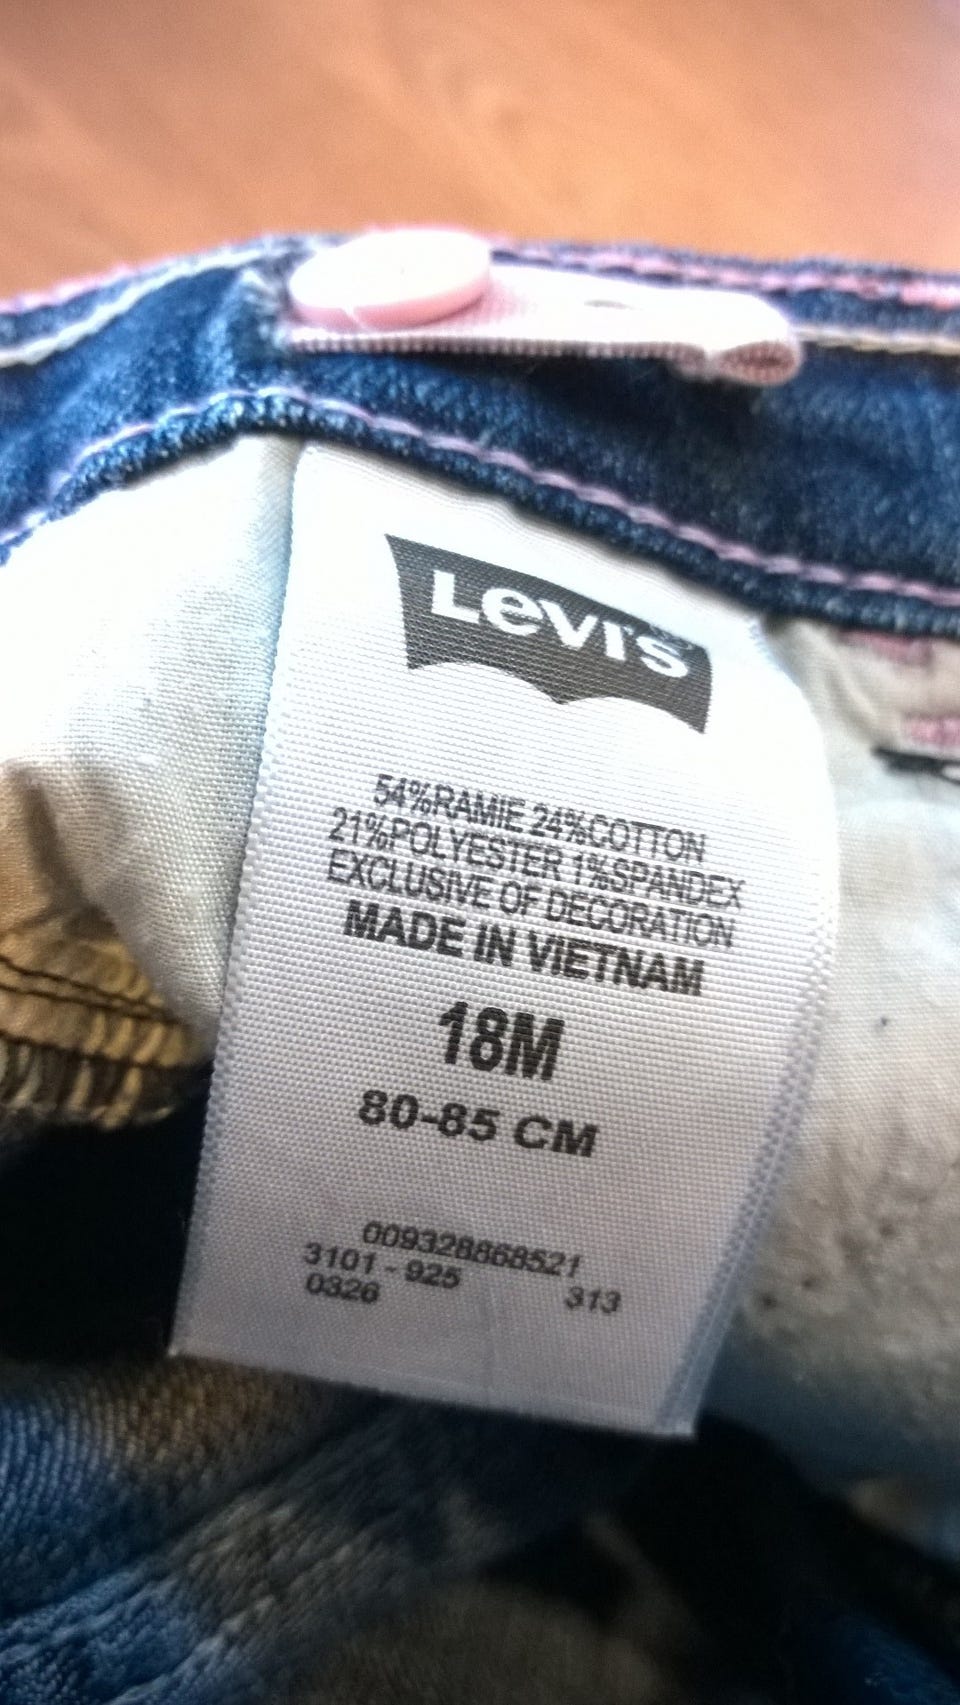 Levi's
54%RAMIE 24%COTTON
21%POLYESTER 1%SPANDEX
EXCLUSIVE OF DECORATION
MADE IN VIETNAM
18M
80-85 CM
009328868521
3101 - 925
0326 313